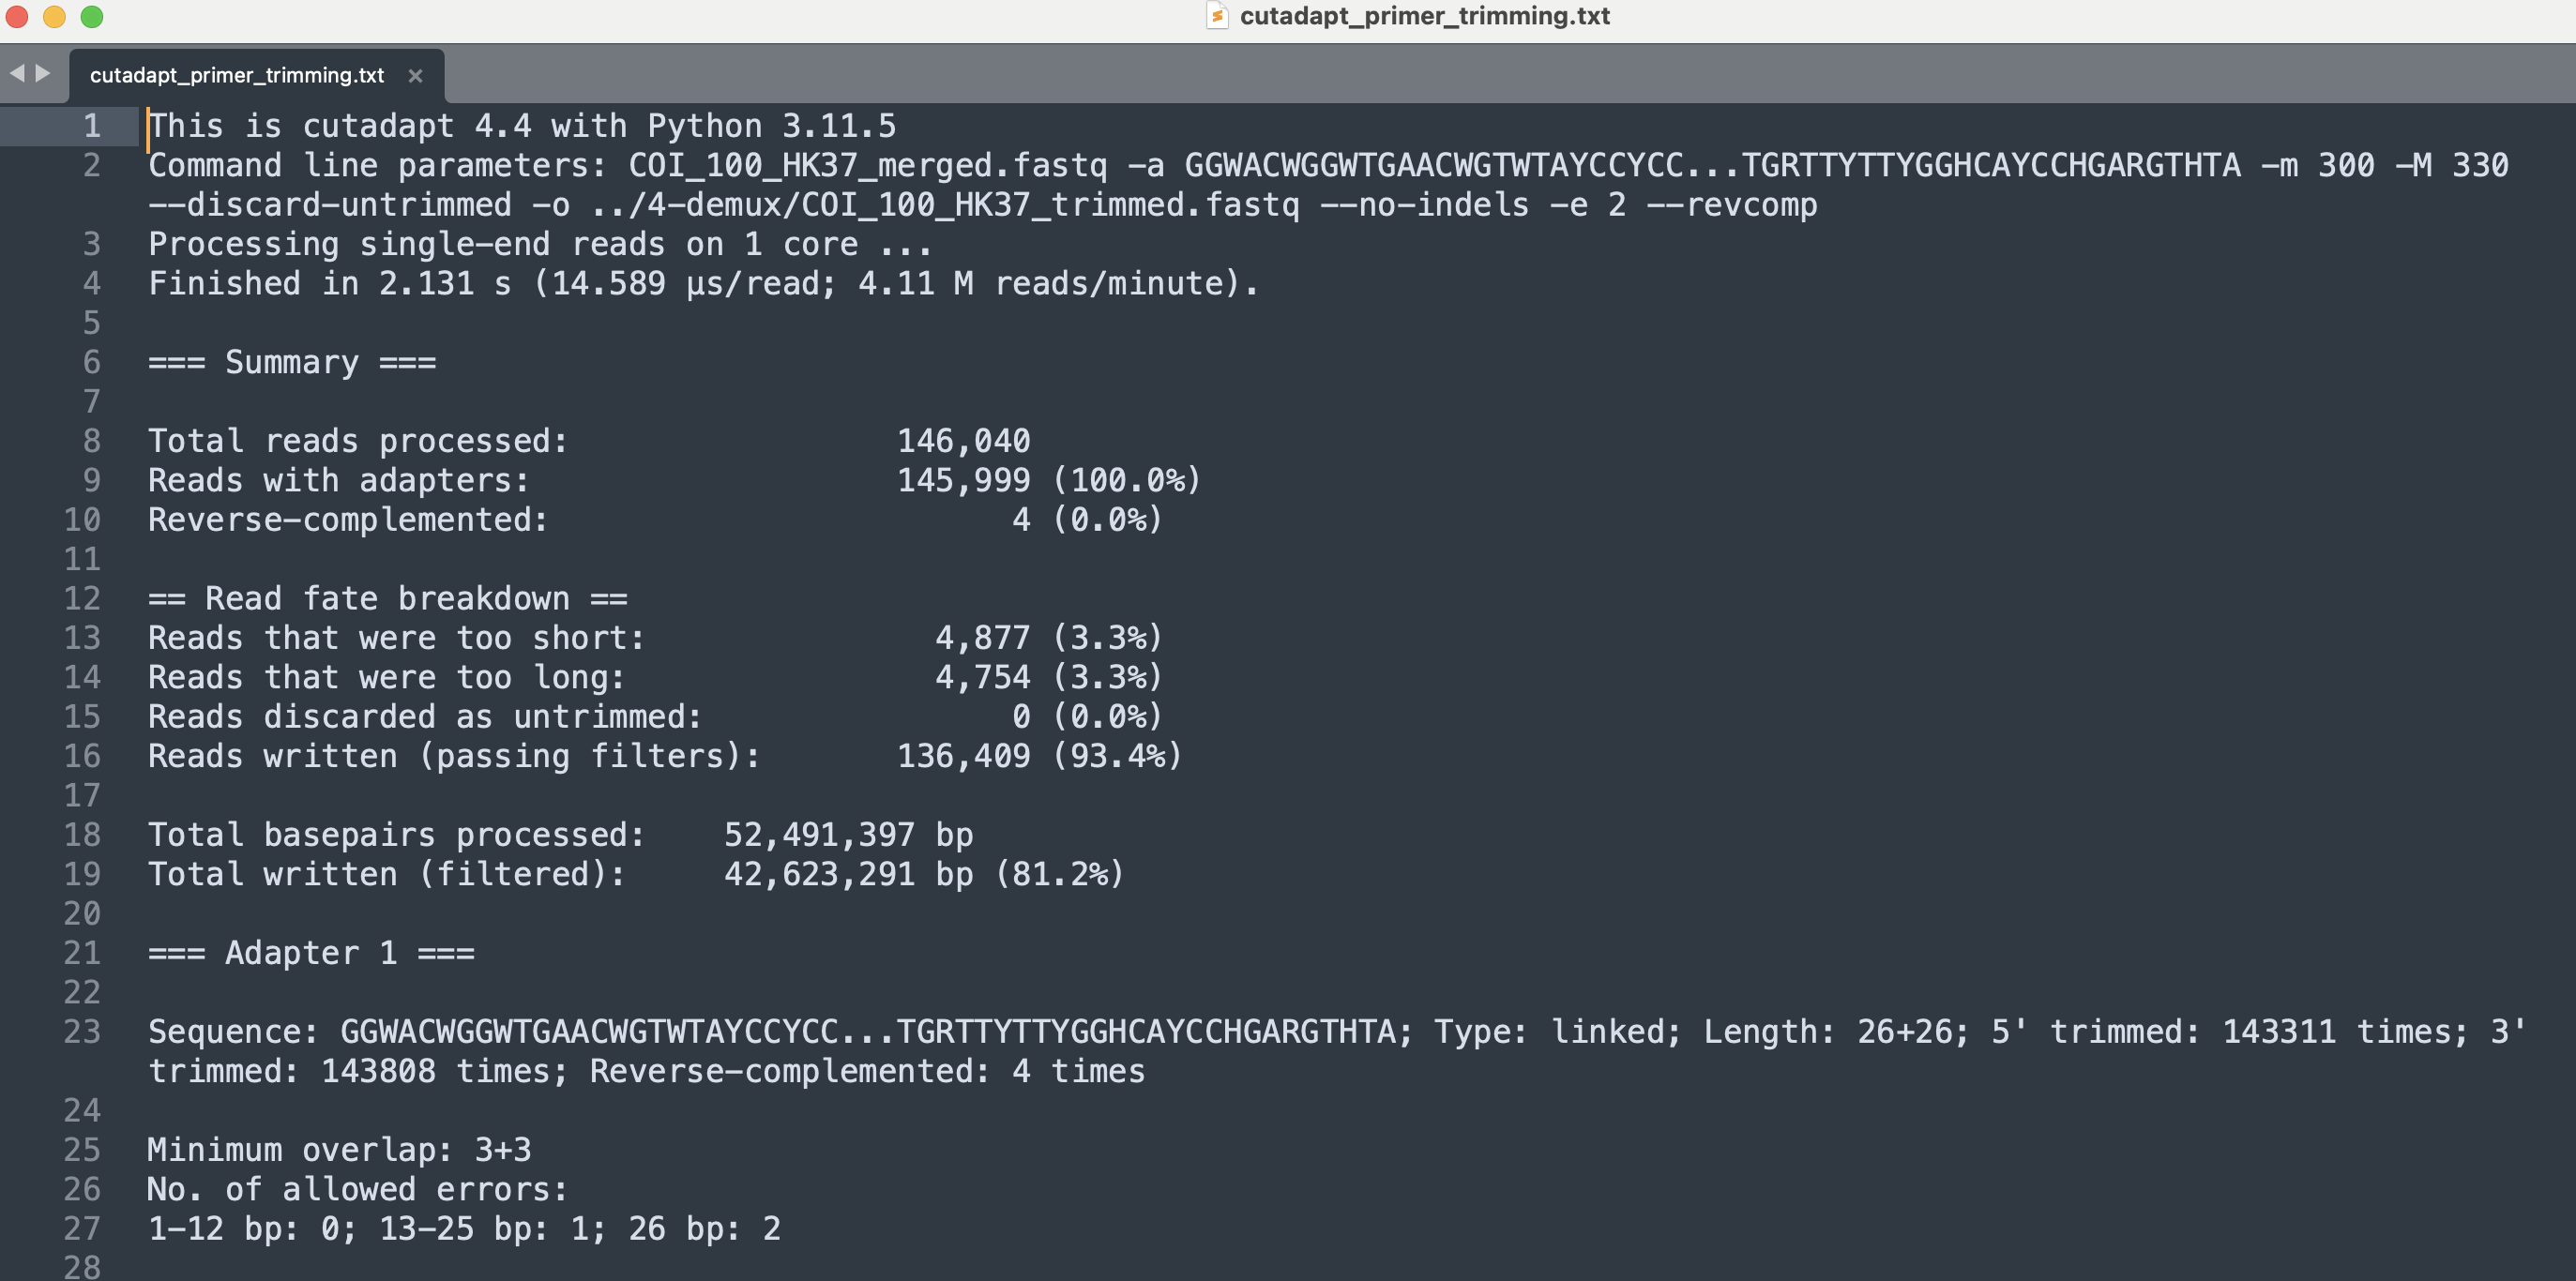 cutadapt_primer_trimming.txt
cutadapt_primer_trimming.txt ×
1 This is cutadapt 4.4 with Python 3.11.5
2 Command line parameters: COI_100_HK37_merged.fastq -a GGWACWGGWTGAACWGTWTAYCCYCC...TGRTTYTTYGGHCAYCCHGARGTHTA -m 300 -M 330
--discard-untrimmed -o ../4-demux/COI_100_HK37_trimmed.fastq --no-indels -e 2 --revcomp
3 Processing single-end reads on 1 core ...
4 Finished in 2.131 s (14.589 µs/read; 4.11 M reads/minute).
5
6 === Summary ===
7
8 Total reads processed: 146,040
9 Reads with adapters: 145,999 (100.0%)
10 Reverse-complemented: 4 (0.0%)
11
12 == Read fate breakdown ==
13 Reads that were too short: 4,877 (3.3%)
14 Reads that were too long: 4,754 (3.3%)
15 Reads discarded as untrimmed: 0 (0.0%)
16 Reads written (passing filters): 136,409 (93.4%)
17
18 Total basepairs processed: 52,491,397 bp
19 Total written (filtered): 42,623,291 bp (81.2%)
20
21 === Adapter 1 ===
22
23 Sequence: GGWACWGGWTGAACWGTWTAYCCYCC...TGRTTYTTYGGHCAYCCHGARGTHTA; Type: linked; Length: 26+26; 5' trimmed: 143311 times; 3'
trimmed: 143808 times; Reverse-complemented: 4 times
24
25 Minimum overlap: 3+3
26 No. of allowed errors:
27 1-12 bp: 0; 13-25 bp: 1; 26 bp: 2
28